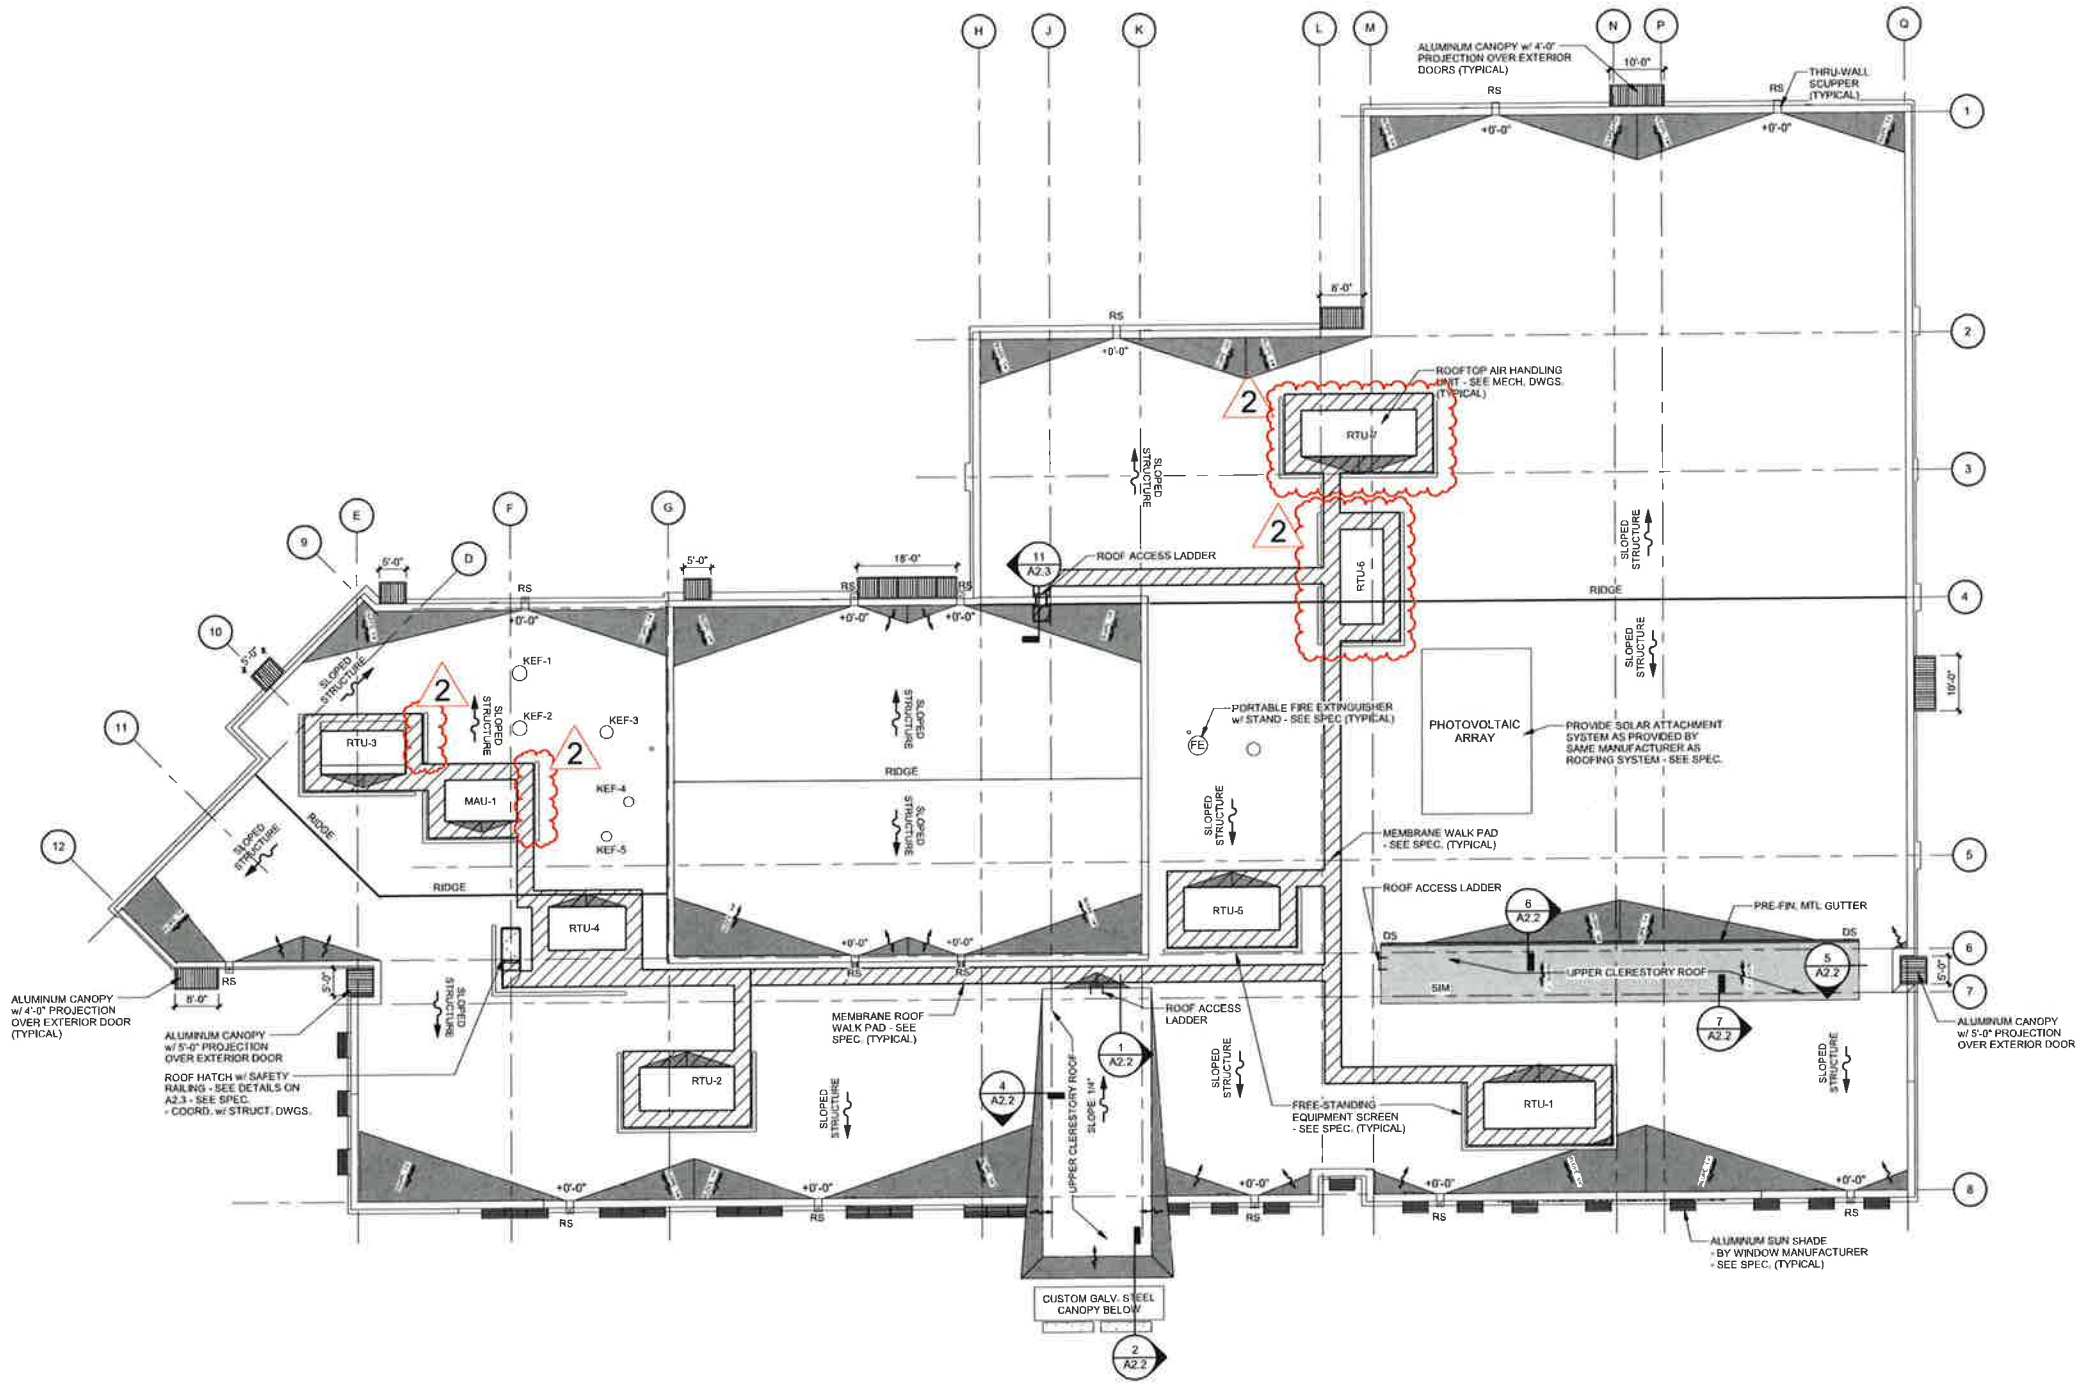 H
J
K
L
M
N
P
Q
ALUMINUM CANOPY w/ 4'-0"
PROJECTION OVER EXTERIOR
DOORS (TYPICAL)
10'-0"
THRU-WALL
SCUPPER
(TYPICAL)
RS
RS
1
+0'-0"
+0'-0"
8'-0"
RS
2
+0'-0"
ROOFTOP AIR HANDLING
UNIT - SEE MECH. DWGS.
(TYPICAL)
2
RTU-7
SLOPED
STRUCTURE
3
E
F
G
9
D
2
SLOPED
STRUCTURE
5'-0"
5'-0"
18'-0"
11
A2.3
ROOF ACCESS LADDER
RTU-6
RS
RS
RS
RIDGE
4
+0'-0"
+0'-0"
+0'-0"
10
5'-0"
SLOPED
STRUCTURE
KEF-1
2
SLOPED
STRUCTURE
KEF-2
KEF-3
2
SLOPED
STRUCTURE
SLOPED
STRUCTURE
10'-0"
11
RTU-3
PORTABLE FIRE EXTINGUISHER
w/ STAND - SEE SPEC (TYPICAL)
FE
PHOTOVOLTAIC
ARRAY
PROVIDE SOLAR ATTACHMENT
SYSTEM AS PROVIDED BY
SAME MANUFACTURER AS
ROOFING SYSTEM - SEE SPEC.
RIDGE
MAU-1
KEF-4
KEF-5
RIDGE
SLOPED
STRUCTURE
SLOPED
STRUCTURE
SLOPED
STRUCTURE
MEMBRANE WALK PAD
- SEE SPEC. (TYPICAL)
12
5
RIDGE
ROOF ACCESS LADDER
RTU-5
6
A2.2
PRE-FIN. MTL GUTTER
RTU-4
DS
DS
+0'-0"
+0'-0"
RS
RS
6
5
A2.2
UPPER CLERESTORY ROOF
SIM
5'-0"
7
RS
8'-0"
5'-0"
ALUMINUM CANOPY
w/ 4'-0" PROJECTION
OVER EXTERIOR DOOR
(TYPICAL)
SLOPED
STRUCTURE
ALUMINUM CANOPY
w/ 5'-0" PROJECTION
OVER EXTERIOR DOOR
MEMBRANE ROOF
WALK PAD - SEE
SPEC. (TYPICAL)
ROOF ACCESS
LADDER
7
A2.2
ALUMINUM CANOPY
w/ 5'-0" PROJECTION
OVER EXTERIOR DOOR
ROOF HATCH w/ SAFETY
RAILING - SEE DETAILS ON
A2.3 - SEE SPEC.
- COORD. w/ STRUCT. DWGS.
RTU-2
1
A2.2
4
A2.2
UPPER CLERESTORY ROOF
SLOPE: 1/4"
SLOPED
STRUCTURE
SLOPED
STRUCTURE
SLOPED
STRUCTURE
FREE-STANDING
EQUIPMENT SCREEN
- SEE SPEC. (TYPICAL)
RTU-1
+0'-0"
+0'-0"
+0'-0"
+0'-0"
+0'-0"
8
RS
RS
RS
RS
RS
ALUMINUM SUN SHADE
- BY WINDOW MANUFACTURER
- SEE SPEC. (TYPICAL)
CUSTOM GALV. STEEL
CANOPY BELOW
2
A2.2